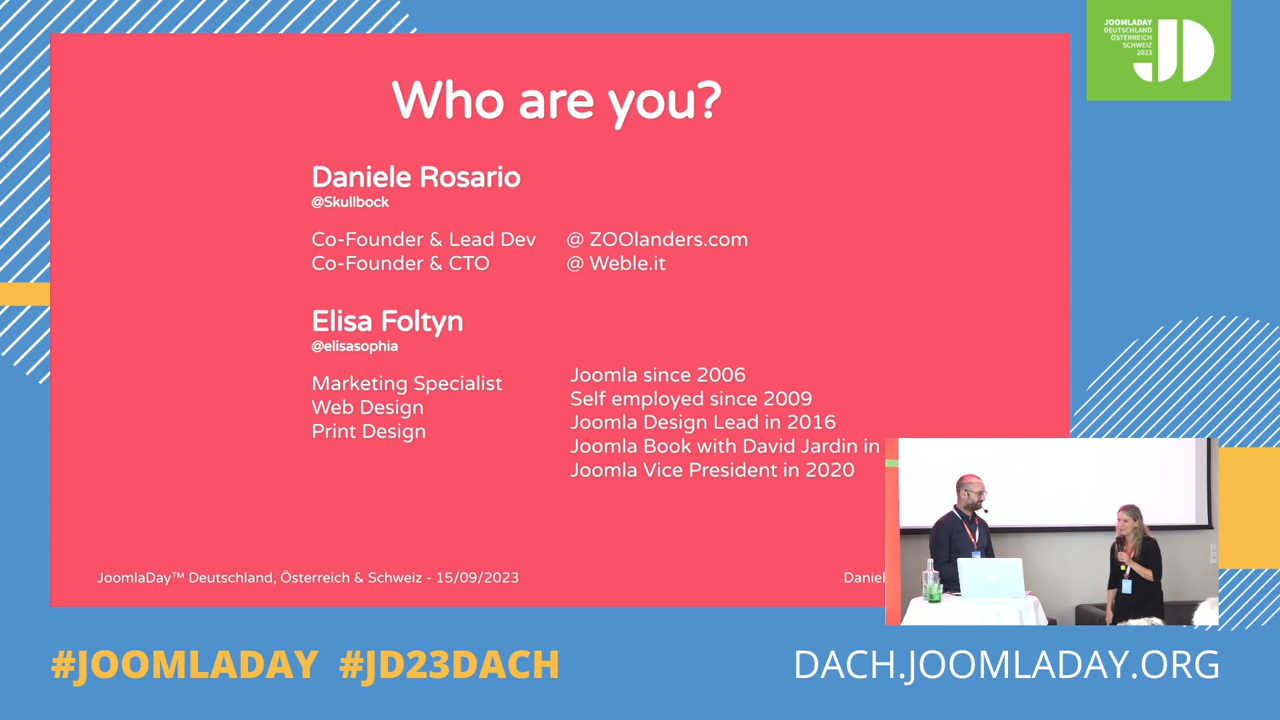 JOOMLADAY
DEUTSCHLAND
ÖSTERREICH
SCHWEIZ
2023
JD
Who are you?
Daniele Rosario
@Skullbock
Co-Founder & Lead Dev @ ZOOlanders.com
Co-Founder & CTO @ Weble.it
Elisa Foltyn
@elisasophia
Marketing Specialist
Web Design
Print Design
Joomla since 2006
Self employed since 2009
Joomla Design Lead in 2016
Joomla Book with David Jardin in
Joomla Vice President in 2020
JoomlaDay™ Deutschland, Österreich & Schweiz - 15/09/2023
Daniel
#JOOMLADAY #JD23DACH
DACH.JOOMLADAY.ORG